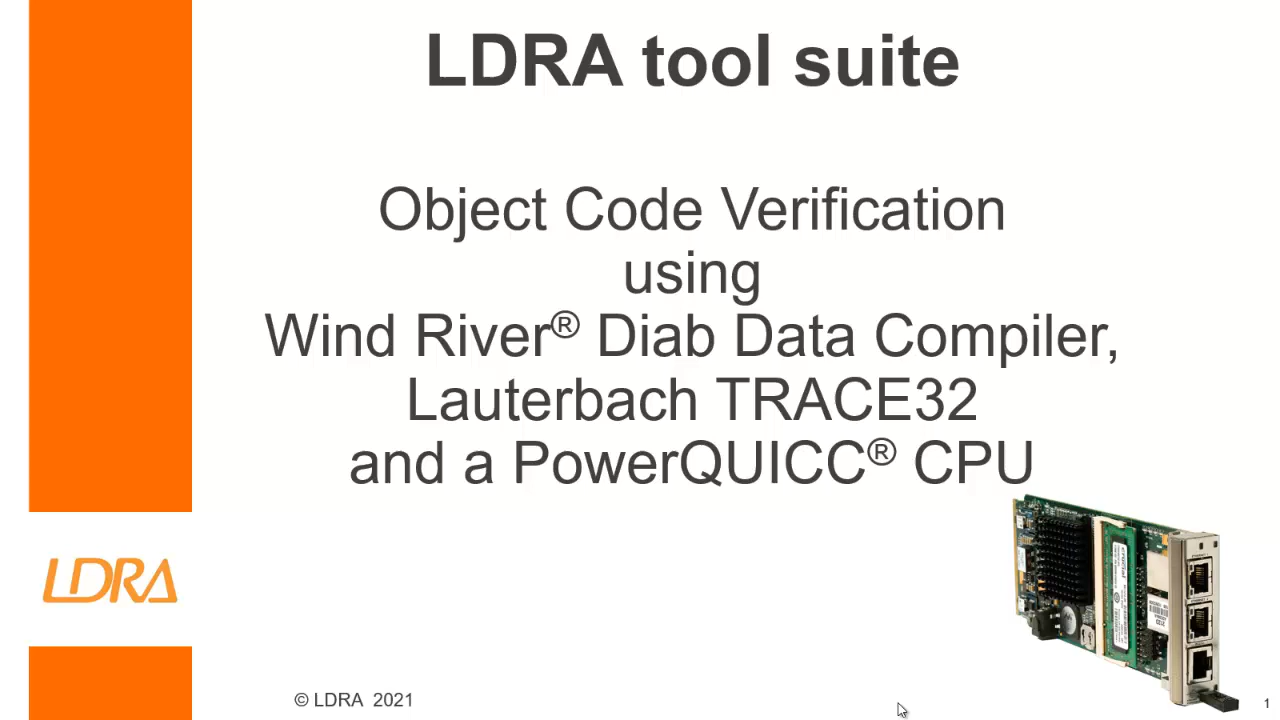 LDRA tool suite
Object Code Verification
using
Wind River® Diab Data Compiler,
Lauterbach TRACE32
and a PowerQUICC® CPU
LDRA
© LDRA 2021
1